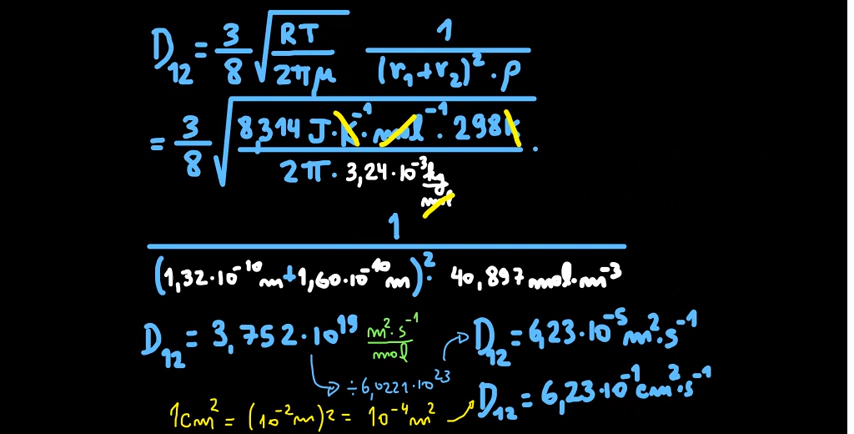 D₁₂ = 3/8 √(RT/2πμ) 1/((r₁+r₂)²·ρ)
= 3/8 √(8,314 J·K⁻¹·mol⁻¹·298K / 2π·3,24·10⁻³ kg/mol) ·
1/((1,32·10⁻¹⁰m+1,60·10⁻¹⁰m)²· 40,897 mol·m⁻³)
D₁₂ = 3,752·10¹⁹ m²·s⁻¹/mol D₁₂ = 6,23·10⁻⁵ m²·s⁻¹
÷6,0221·10²³ D₁₂ = 6,23·10⁻¹ cm²·s⁻¹
1cm² = (10⁻²m)² = 10⁻⁴m²